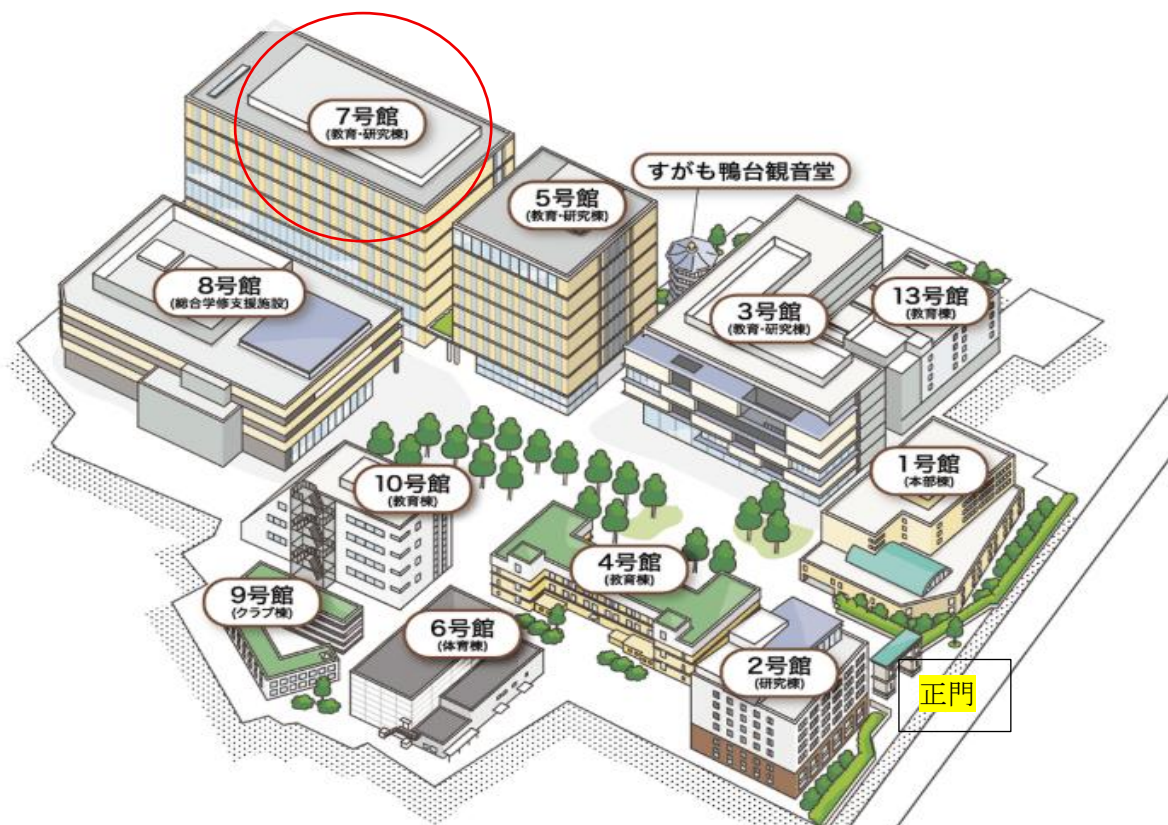 7号館
(教育・研究棟)
5号館
(教育・研究棟)
すがも鴨台観音堂
8号館
(総合学修支援施設)
3号館
(教育・研究棟)
13号館
(教育棟)
1号館
(本部棟)
10号館
(教育棟)
4号館
(教育棟)
9号館
(クラブ棟)
6号館
(体育棟)
2号館
(研究棟)
正門